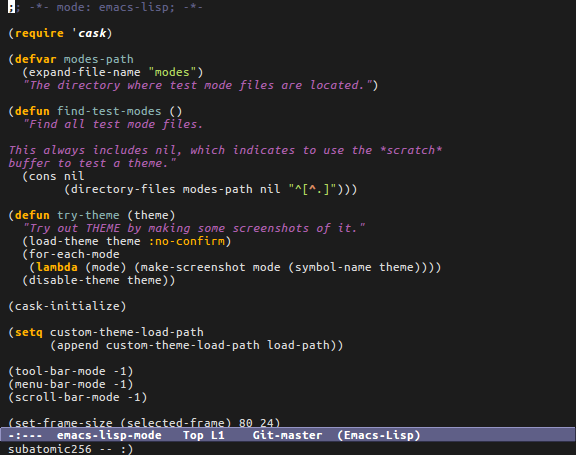 ;; -*- mode: emacs-lisp; -*-

(require 'cask)

(defvar modes-path
  (expand-file-name "modes")
  "The directory where test mode files are located.")

(defun find-test-modes ()
  "Find all test mode files.

This always includes nil, which indicates to use the *scratch*
buffer to test a theme."
  (cons nil
        (directory-files modes-path nil "^[^.]")))

(defun try-theme (theme)
  "Try out THEME by making some screenshots of it."
  (load-theme theme :no-confirm)
  (for-each-mode
   (lambda (mode) (make-screenshot mode (symbol-name theme))))
  (disable-theme theme))

(cask-initialize)

(setq custom-theme-load-path
      (append custom-theme-load-path load-path))

(tool-bar-mode -1)
(menu-bar-mode -1)
(scroll-bar-mode -1)

(set-frame-size (selected-frame) 80 24)
-:---  emacs-lisp-mode   Top L1    Git-master  (Emacs-Lisp)
subatomic256 -- :)